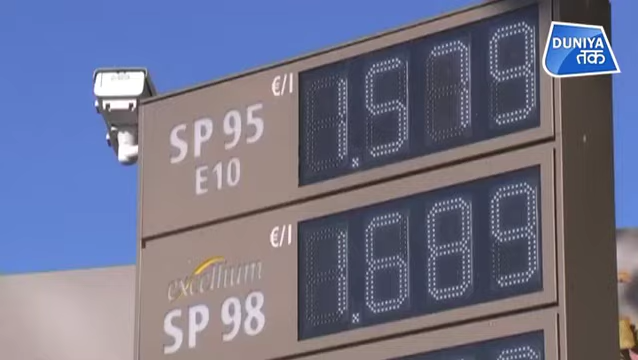 DUNIYA
तक
€/l
SP 95
E10
1.579
€/l
excellium
SP 98
1.689